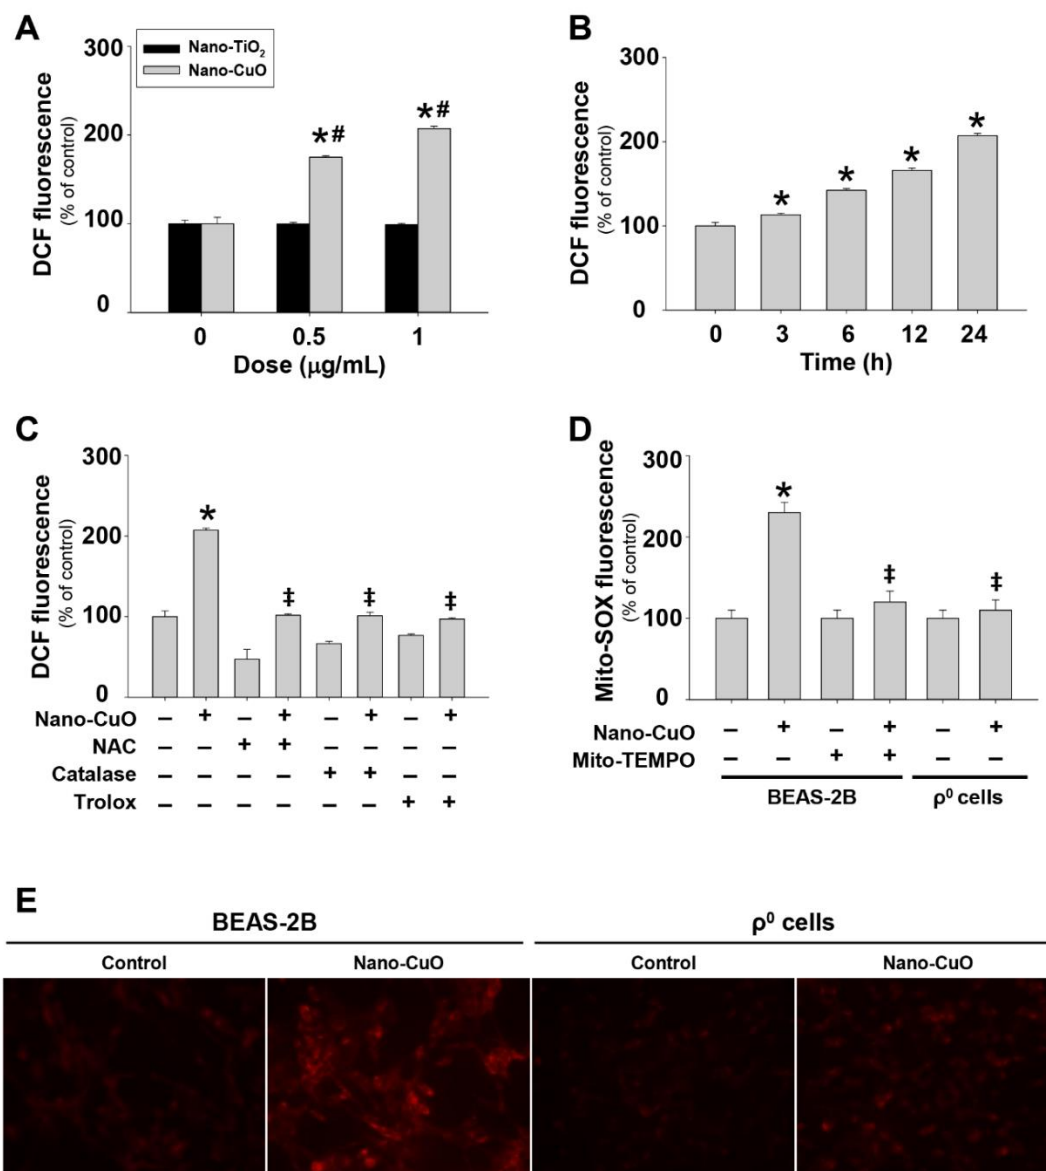 A
Nano-TiO₂
Nano-CuO
DCF fluorescence
(% of control)
300
200
100
0
*#
*#
0 0.5 1
Dose (μg/mL)
B
DCF fluorescence
(% of control)
300
200
100
0
* * * *
0 3 6 12 24
Time (h)
C
DCF fluorescence
(% of control)
300
200
100
0
* ‡ ‡ ‡
Nano-CuO – + – + – + – +
NAC – – + + – – – –
Catalase – – – – + + – –
Trolox – – – – – – + +
D
Mito-SOX fluorescence
(% of control)
300
200
100
0
* ‡ ‡
Nano-CuO – + – + – +
Mito-TEMPO – – + + – –
BEAS-2B ρ⁰ cells
E
BEAS-2B ρ⁰ cells
Control Nano-CuO Control Nano-CuO